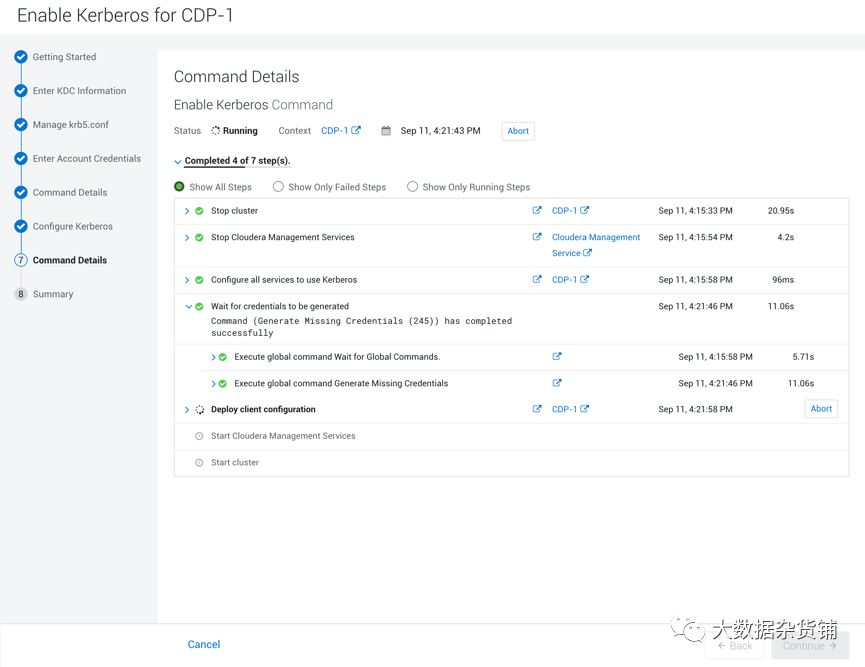 Enable Kerberos for CDP-1
Getting Started
Enter KDC Information
Manage krb5.conf
Enter Account Credentials
Command Details
Configure Kerberos
7 Command Details
8 Summary
Command Details
Enable Kerberos Command
Status Running Context CDP-1 Sep 11, 4:21:43 PM Abort
Completed 4 of 7 step(s).
Show All Steps Show Only Failed Steps Show Only Running Steps
Stop cluster CDP-1 Sep 11, 4:15:33 PM 20.95s
Stop Cloudera Management Services Cloudera Management Sep 11, 4:15:54 PM 4.2s
Service
Configure all services to use Kerberos CDP-1 Sep 11, 4:15:58 PM 96ms
Wait for credentials to be generated Sep 11, 4:21:46 PM 11.06s
Command (Generate Missing Credentials (245)) has completed
successfully
Execute global command Wait for Global Commands. Sep 11, 4:15:58 PM 5.71s
Execute global command Generate Missing Credentials Sep 11, 4:21:46 PM 11.06s
Deploy client configuration CDP-1 Sep 11, 4:21:58 PM Abort
Start Cloudera Management Services
Start cluster
大数据杂货铺
Cancel ← Back Continue →